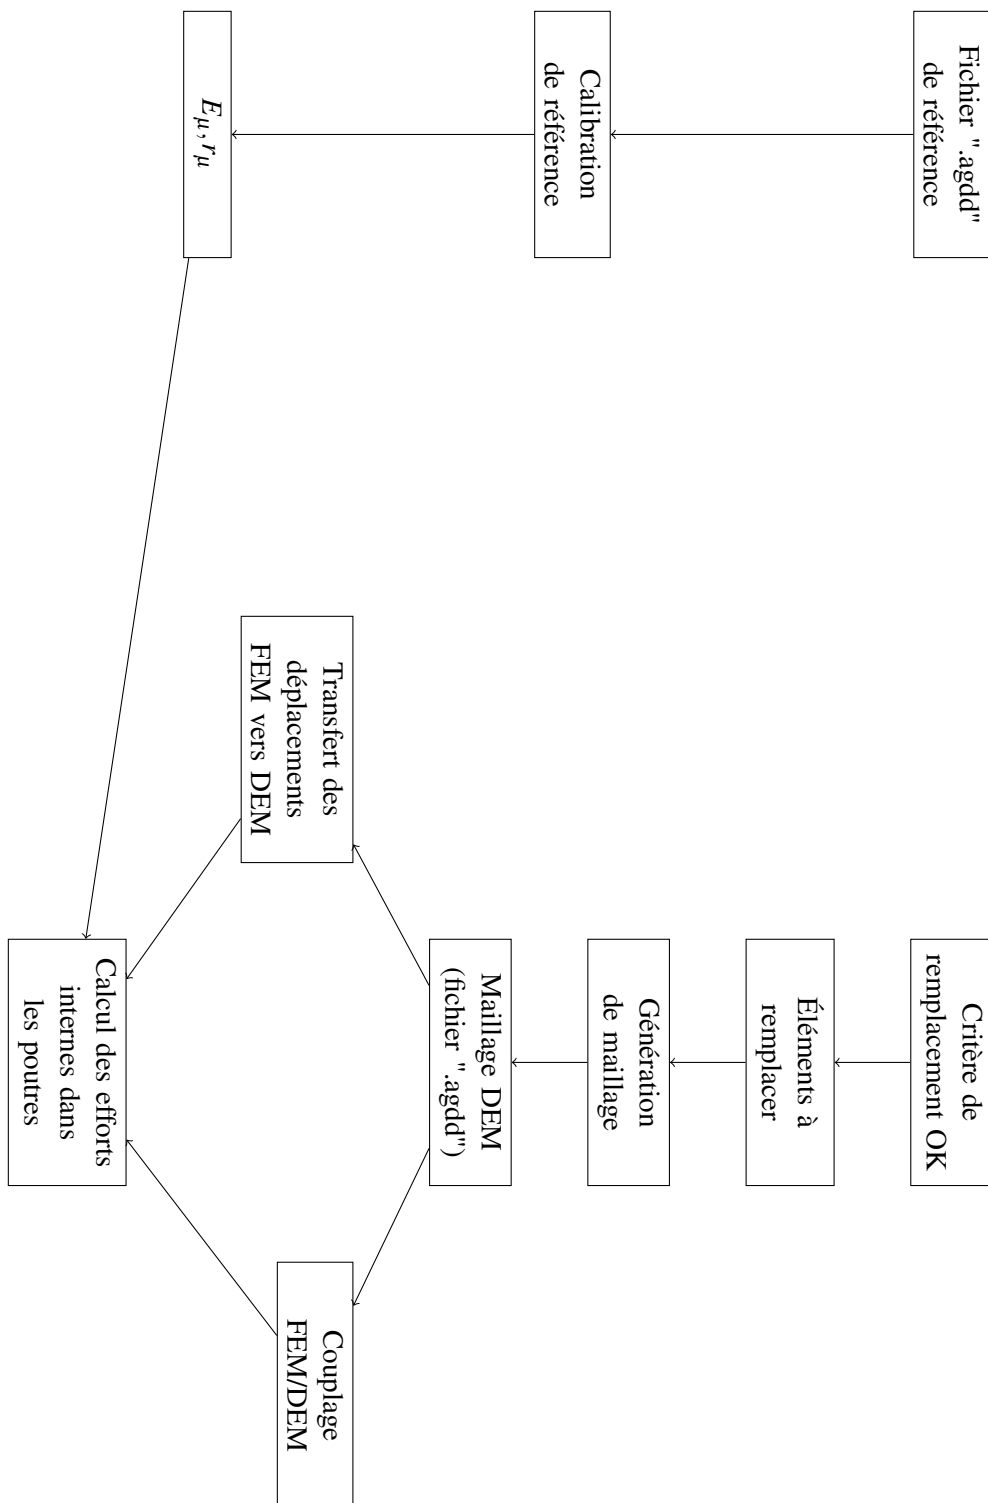 Fichier ".agdd"
de référence
Calibration
de référence
E_μ, r_μ
Critère de
remplacement OK
Éléments à
remplacer
Génération
de maillage
Maillage DEM
(fichier ".agdd")
Transfert des
déplacements
FEM vers DEM
Couplage
FEM/DEM
Calcul des efforts
internes dans
les poutres